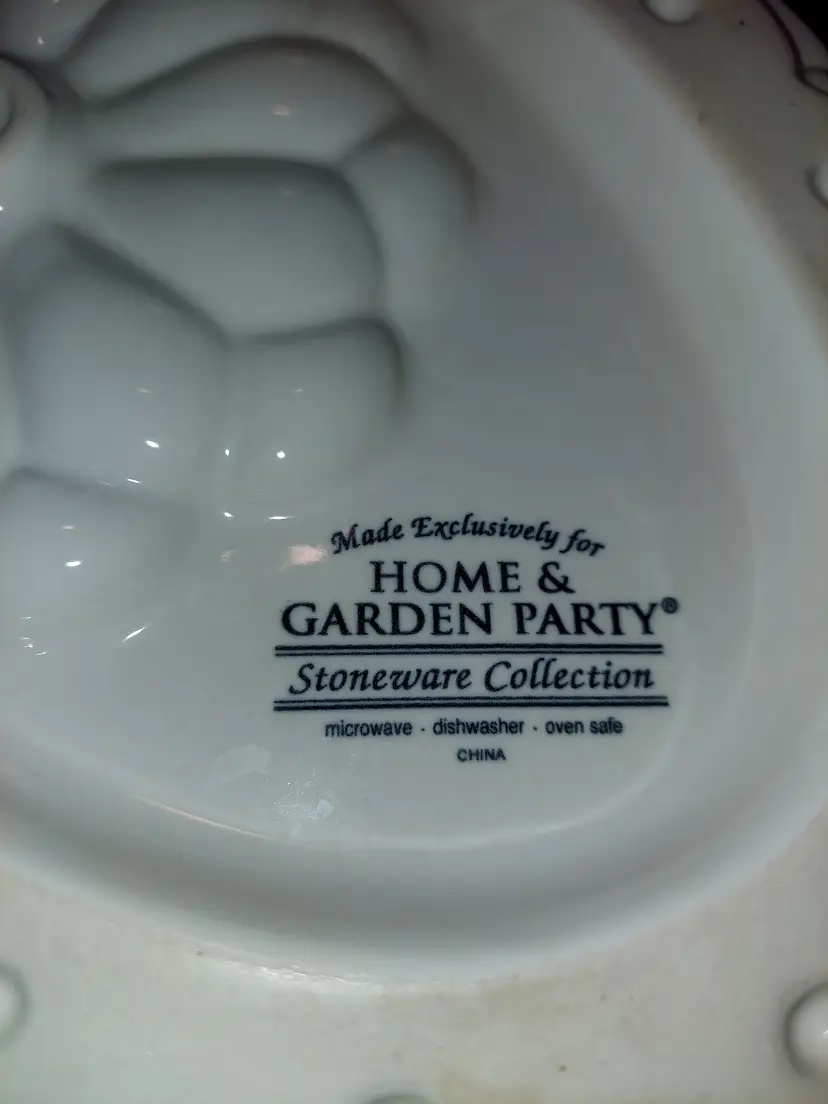 Made Exclusively for
HOME &
GARDEN PARTY®
Stoneware Collection
microwave · dishwasher · oven safe
CHINA